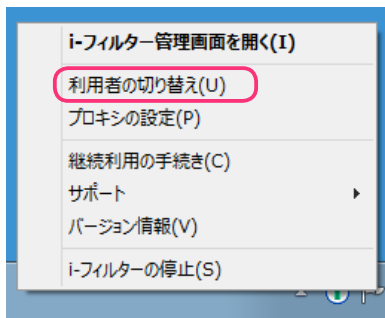 i-フィルター管理画面を開く(I)
利用者の切り替え(U)
プロキシの設定(P)
継続利用の手続き(C)
サポート
バージョン情報(V)
i-フィルターの停止(S)